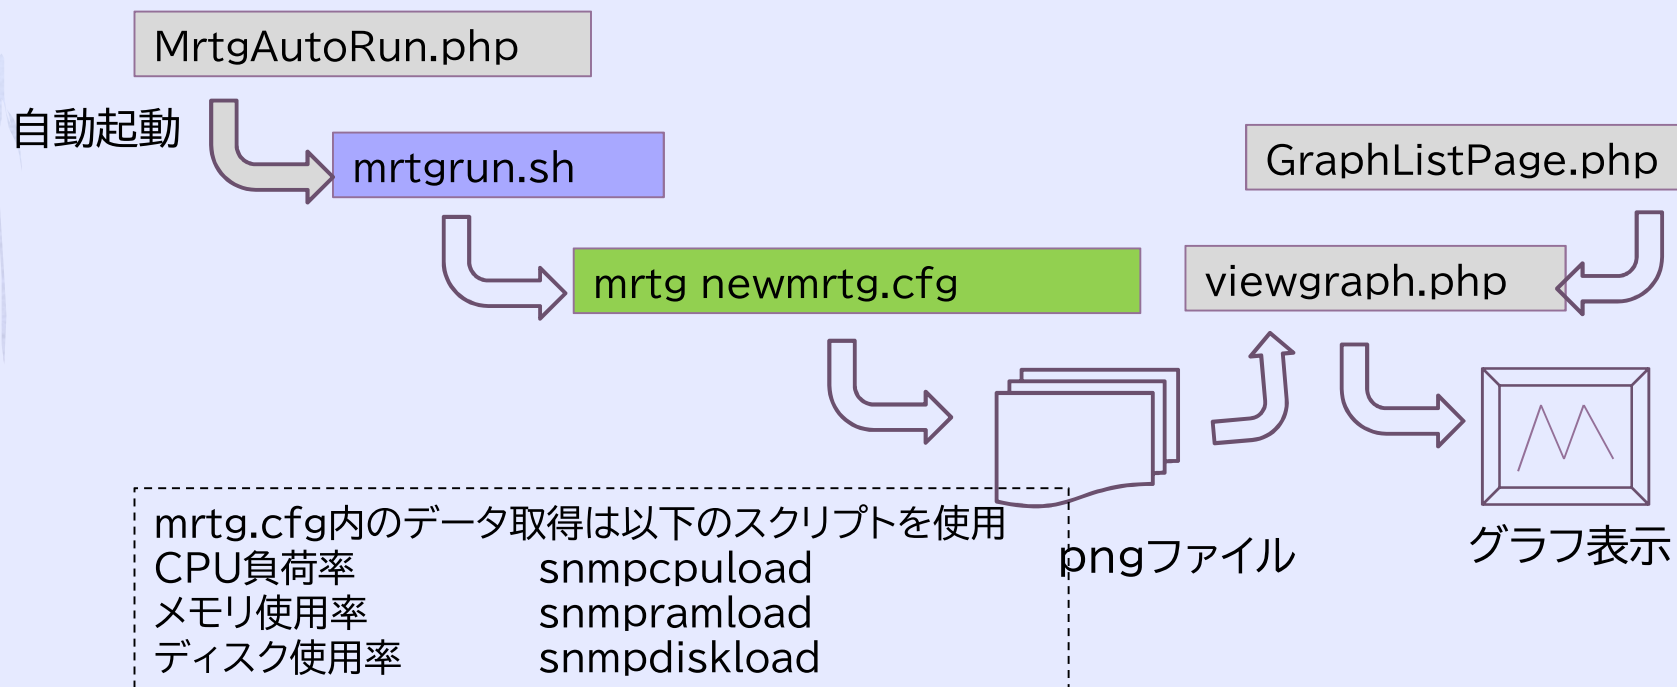 MrtgAutoRun.php
自動起動
mrtgrun.sh
GraphListPage.php
mrtg newmrtg.cfg
viewgraph.php
mrtg.cfg内のデータ取得は以下のスクリプトを使用
CPU負荷率 snmpcpuload
メモリ使用率 snmpramload
ディスク使用率 snmpdiskload
pngファイル
グラフ表示